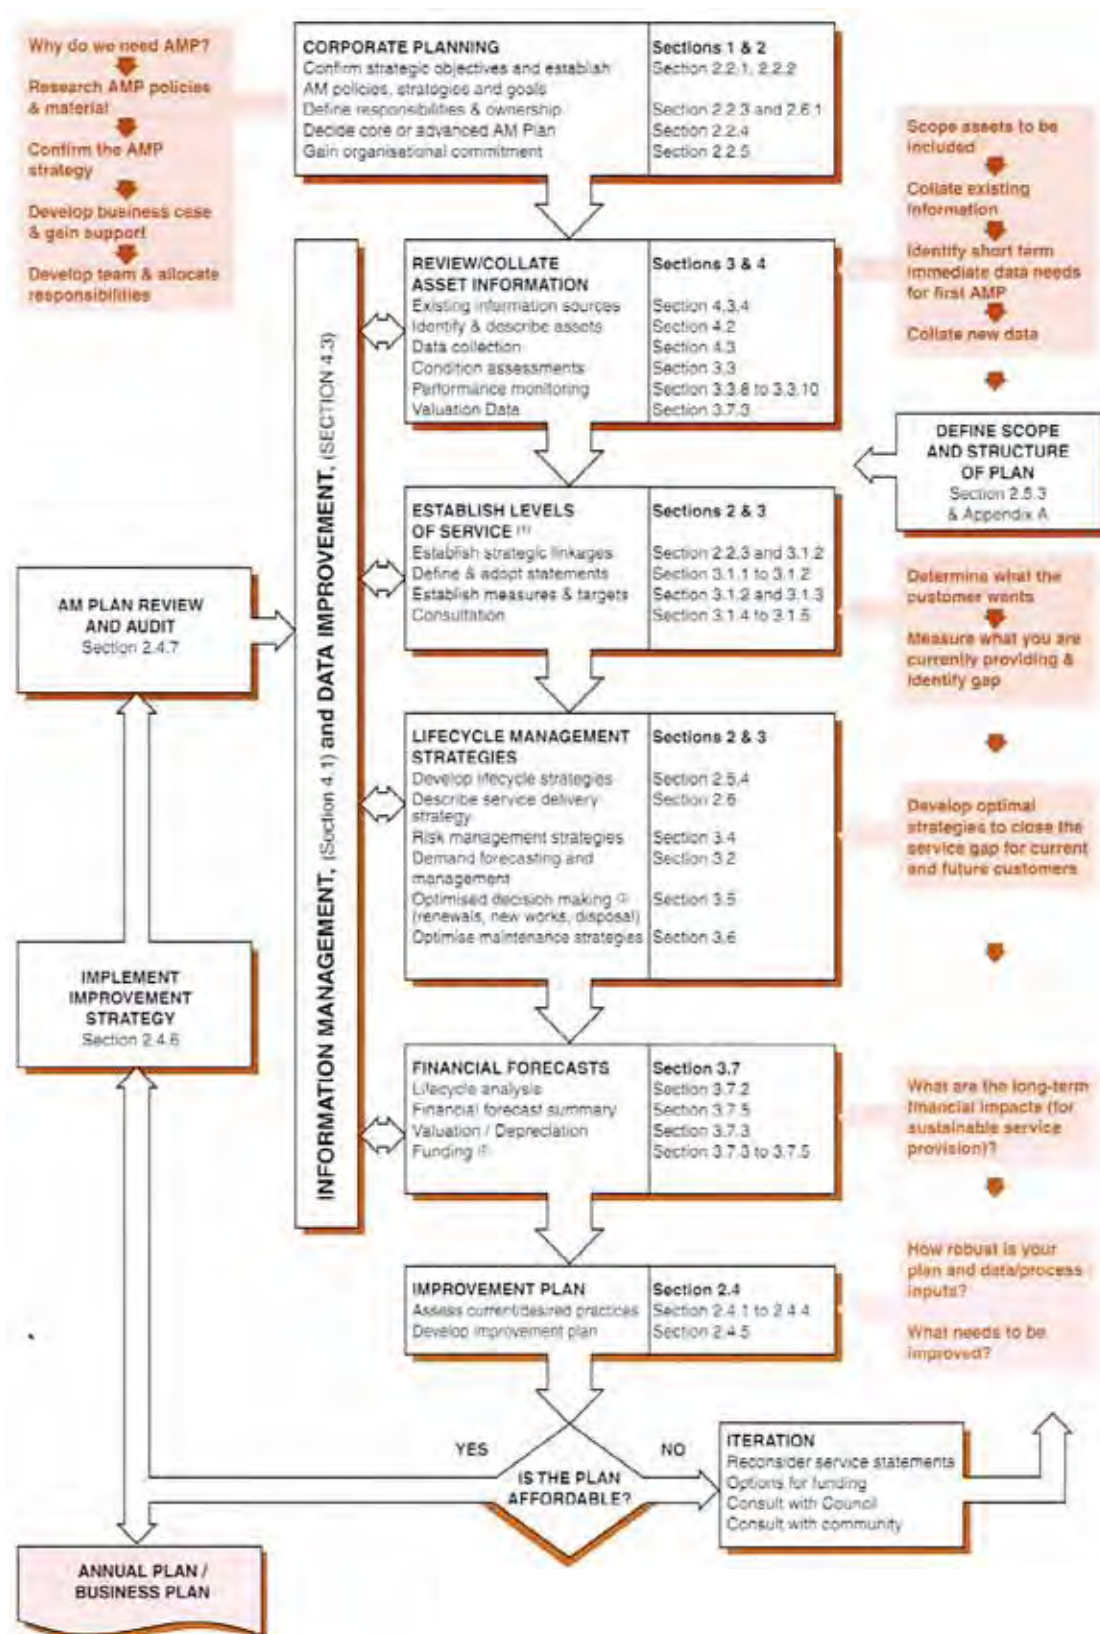 Why do we need AMP?
Research AMP policies
& material
Confirm the AMP
strategy
Develop business case
& gain support
Develop team & allocate
responsibilities
CORPORATE PLANNING Sections 1 & 2
Confirm strategic objectives and establish Section 2.2.1, 2.2.2
AM policies, strategies and goals
Define responsibilities & ownership Section 2.2.3 and 2.6.1
Decide core or advanced AM Plan Section 2.2.4
Gain organisational commitment Section 2.2.5
Scope assets to be
included
Collate existing
information
Identify short term
immediate data needs
for first AMP
Collate new data
INFORMATION MANAGEMENT, (Section 4.1) and DATA IMPROVEMENT, (SECTION 4.3)
REVIEW/COLLATE Sections 3 & 4
ASSET INFORMATION
Existing information sources Section 4.3.4
Identify & describe assets Section 4.2
Data collection Section 4.3
Condition assessments Section 3.3
Performance monitoring Section 3.3.8 to 3.3.10
Valuation Data Section 3.7.3
DEFINE SCOPE
AND STRUCTURE
OF PLAN
Section 2.5.3
& Appendix A
ESTABLISH LEVELS Sections 2 & 3
OF SERVICE (1)
Establish strategic linkages Section 2.2.3 and 3.1.2
Define & adopt statements Section 3.1.1 to 3.1.2
Establish measures & targets Section 3.1.2 and 3.1.3
Consultation Section 3.1.4 to 3.1.5
Determine what the
customer wants
Measure what you are
currently providing &
identify gap
AM PLAN REVIEW
AND AUDIT
Section 2.4.7
LIFECYCLE MANAGEMENT Sections 2 & 3
STRATEGIES
Develop lifecycle strategies Section 2.5.4
Describe service delivery Section 2.6
strategy
Risk management strategies Section 3.4
Demand forecasting and Section 3.2
management
Optimised decision making Section 3.5
(renewals, new works, disposal)
Optimise maintenance strategies Section 3.6
Develop optimal
strategies to close the
service gap for current
and future customers
IMPLEMENT
IMPROVEMENT
STRATEGY
Section 2.4.6
FINANCIAL FORECASTS Section 3.7
Lifecycle analysis Section 3.7.2
Financial forecast summary Section 3.7.5
Valuation / Depreciation Section 3.7.3
Funding Section 3.7.3 to 3.7.5
What are the long-term
financial impacts (for
sustainable service
provision)?
IMPROVEMENT PLAN Section 2.4
Assess current/desired practices Section 2.4.1 to 2.4.4
Develop improvement plan Section 2.4.5
How robust is your
plan and data/process
inputs?
What needs to be
improved?
YES
NO
IS THE PLAN
AFFORDABLE?
ITERATION
Reconsider service statements
Options for funding
Consult with Council
Consult with community
ANNUAL PLAN /
BUSINESS PLAN